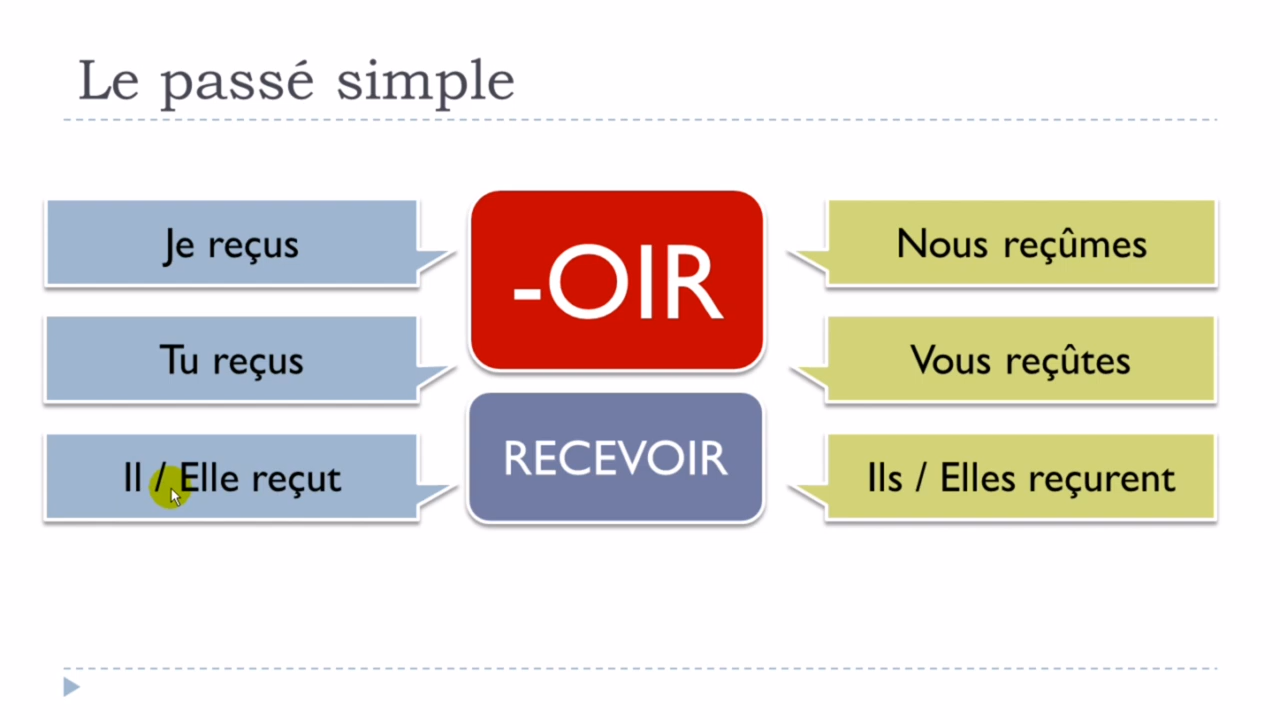 Le passé simple
Je reçus
Tu reçus
Il / Elle reçut
-OIR
RECEVOIR
Nous reçûmes
Vous reçûtes
Ils / Elles reçurent